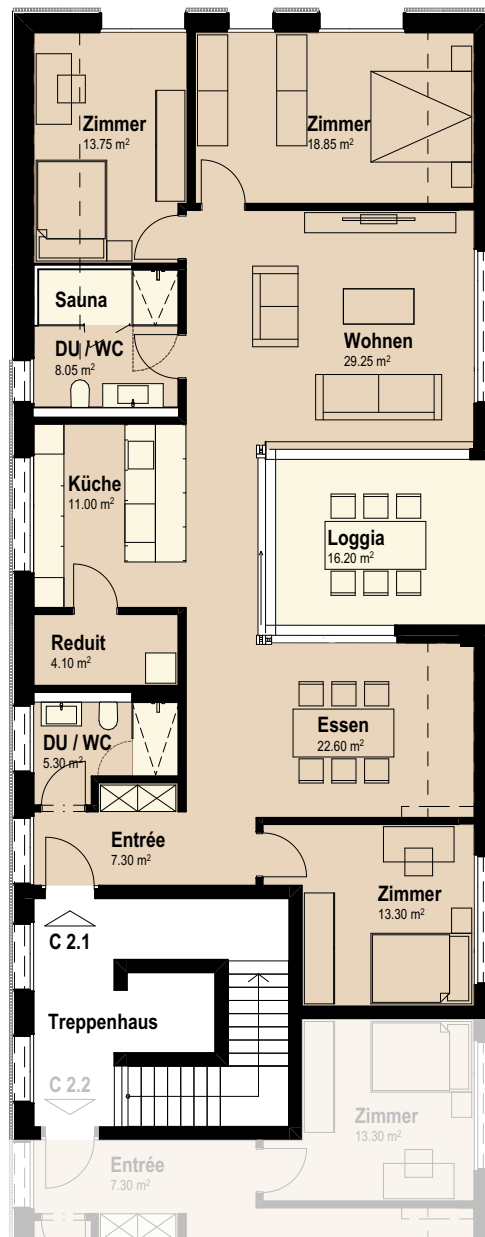 Zimmer
13.75 m²
Zimmer
18.85 m²
Sauna
DU / WC
8.05 m²
Wohnen
29.25 m²
Küche
11.00 m²
Loggia
16.20 m²
Reduit
4.10 m²
DU / WC
5.30 m²
Essen
22.60 m²
Entrée
7.30 m²
Zimmer
13.30 m²
C 2.1
Treppenhaus
C 2.2
Zimmer
13.30 m²
Entrée
7.30 m²